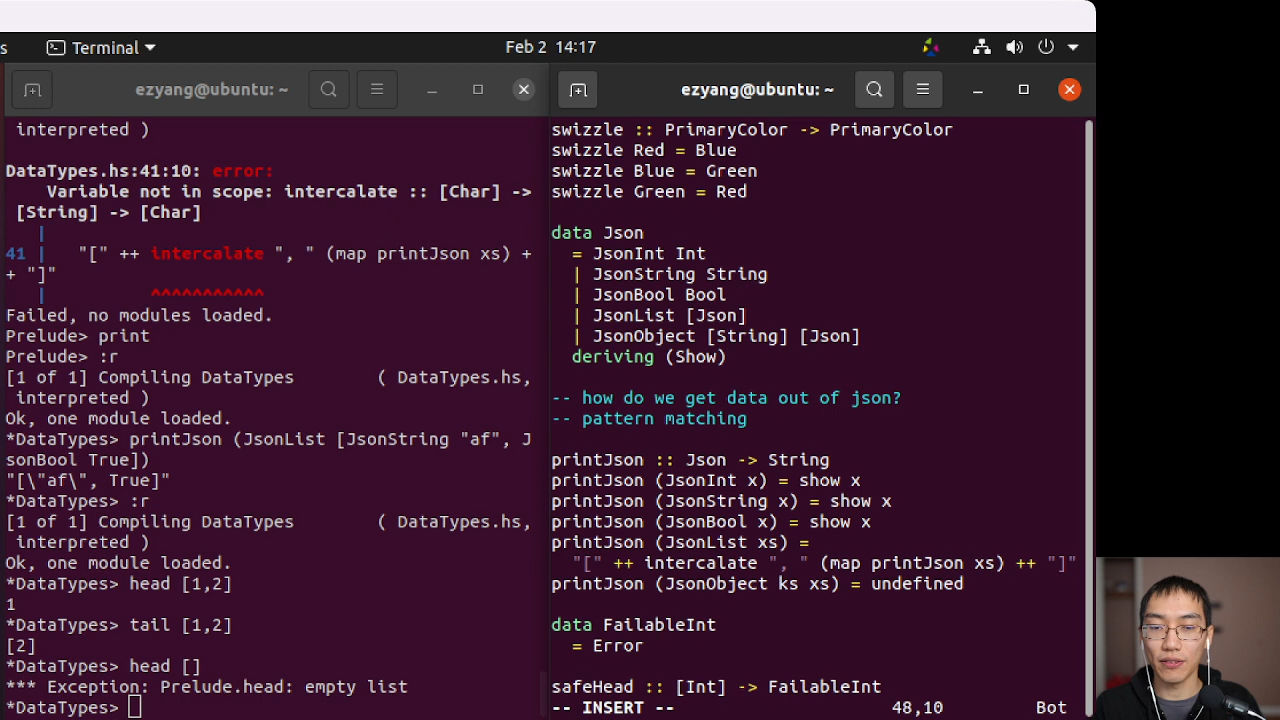 s Terminal Feb 2 14:17
ezyang@ubuntu: ~
interpreted )
DataTypes.hs:41:10: error:
Variable not in scope: intercalate :: [Char] ->
[String] -> [Char]
|
41 | "[" ++ intercalate ", " (map printJson xs) +
+ "]"
| ^^^^^^^^^^^
Failed, no modules loaded.
Prelude> print
Prelude> :r
[1 of 1] Compiling DataTypes ( DataTypes.hs,
interpreted )
Ok, one module loaded.
*DataTypes> printJson (JsonList [JsonString "af", J
sonBool True])
"[\"af\", True]"
*DataTypes> :r
[1 of 1] Compiling DataTypes ( DataTypes.hs,
interpreted )
Ok, one module loaded.
*DataTypes> head [1,2]
1
*DataTypes> tail [1,2]
[2]
*DataTypes> head []
*** Exception: Prelude.head: empty list
*DataTypes>
ezyang@ubuntu: ~
swizzle :: PrimaryColor -> PrimaryColor
swizzle Red = Blue
swizzle Blue = Green
swizzle Green = Red
data Json
= JsonInt Int
| JsonString String
| JsonBool Bool
| JsonList [Json]
| JsonObject [String] [Json]
deriving (Show)
-- how do we get data out of json?
-- pattern matching
printJson :: Json -> String
printJson (JsonInt x) = show x
printJson (JsonString x) = show x
printJson (JsonBool x) = show x
printJson (JsonList xs) =
"[" ++ intercalate ", " (map printJson xs) ++ "]"
printJson (JsonObject ks xs) = undefined
data FailableInt
= Error
safeHead :: [Int] -> FailableInt
-- INSERT -- 48,10 Bot